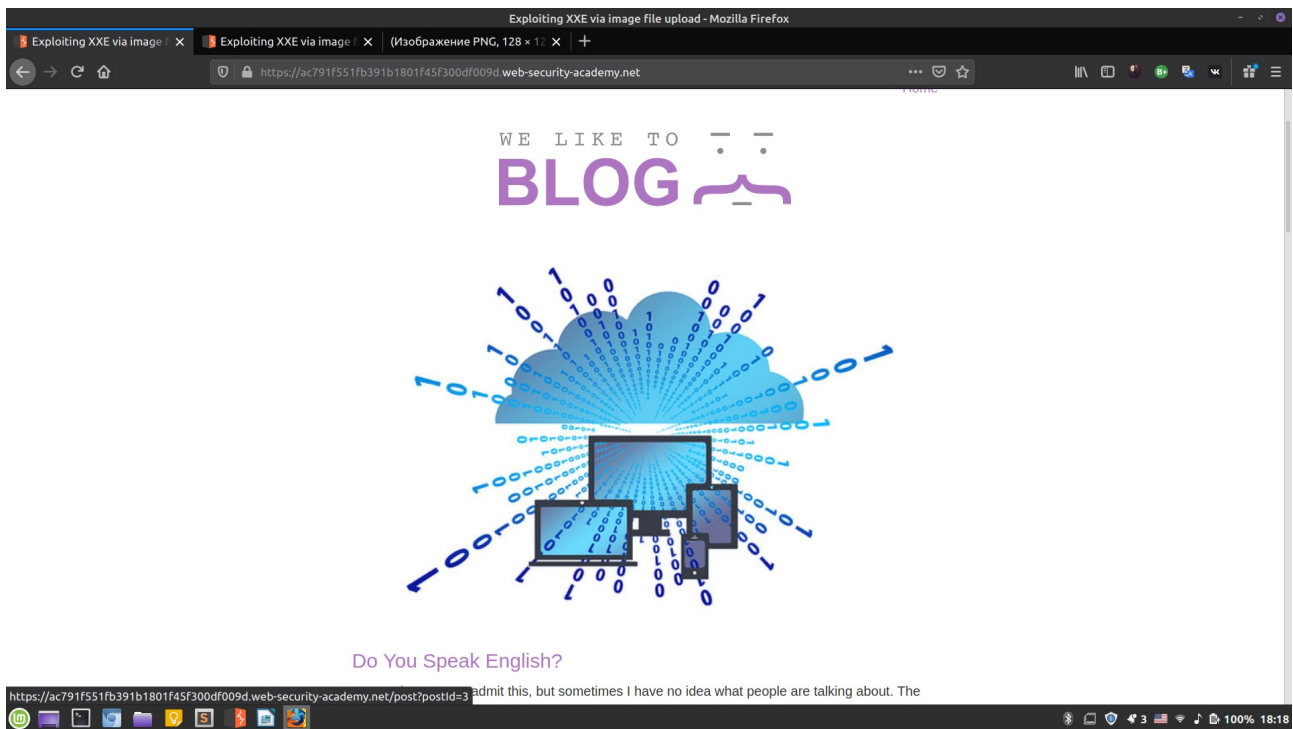 Exploiting XXE via image file upload - Mozilla Firefox
Exploiting XXE via image f
Exploiting XXE via image f
(Изображение PNG, 128 × 12
https://ac791f551fb391b1801f45f300df009d.web-security-academy.net
Home
WE LIKE TO
BLOG
Do You Speak English?
admit this, but sometimes I have no idea what people are talking about. The
https://ac791f551fb391b1801f45f300df009d.web-security-academy.net/post?postId=3
3 100% 18:18